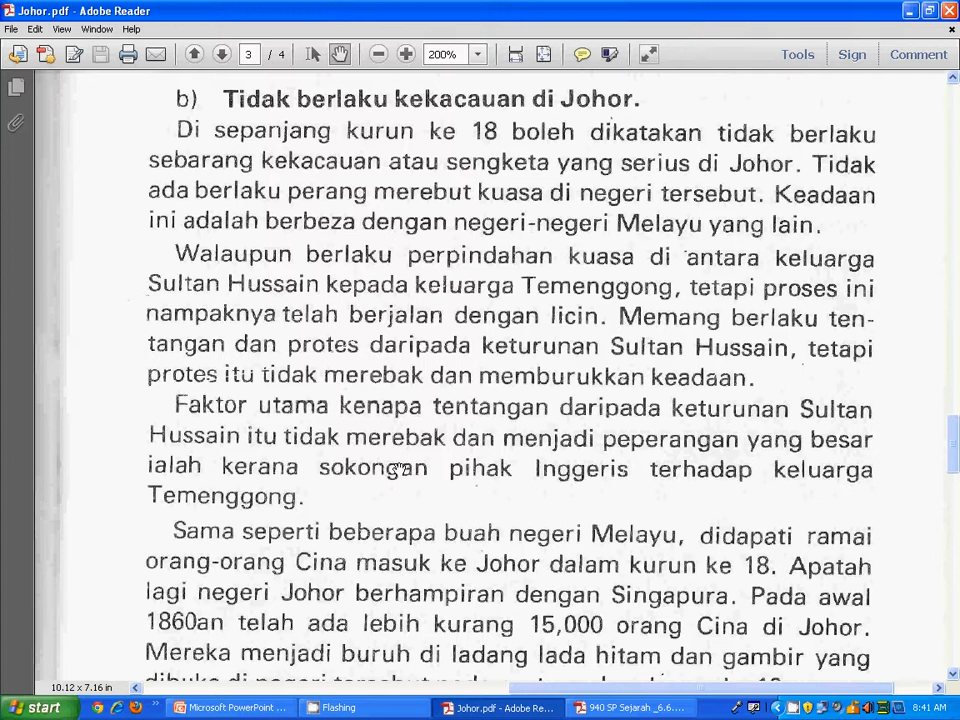 Johor.pdf - Adobe Reader
File Edit View Window Help
3 / 4 200% Tools Sign Comment
b) Tidak berlaku kekacauan di Johor.
Di sepanjang kurun ke 18 boleh dikatakan tidak berlaku
sebarang kekacauan atau sengketa yang serius di Johor. Tidak
ada berlaku perang merebut kuasa di negeri tersebut. Keadaan
ini adalah berbeza dengan negeri-negeri Melayu yang lain.
Walaupun berlaku perpindahan kuasa di antara keluarga
Sultan Hussain kepada keluarga Temenggong, tetapi proses ini
nampaknya telah berjalan dengan licin. Memang berlaku ten-
tangan dan protes daripada keturunan Sultan Hussain, tetapi
protes itu tidak merebak dan memburukkan keadaan.
Faktor utama kenapa tentangan daripada keturunan Sultan
Hussain itu tidak merebak dan menjadi peperangan yang besar
ialah kerana sokongan pihak Inggeris terhadap keluarga
Temenggong.
Sama seperti beberapa buah negeri Melayu, didapati ramai
orang-orang Cina masuk ke Johor dalam kurun ke 18. Apatah
lagi negeri Johor berhampiran dengan Singapura. Pada awal
1860an telah ada lebih kurang 15,000 orang Cina di Johor.
Mereka menjadi buruh di ladang lada hitam dan gambir yang
10.12 x 7.16 in
start Microsoft PowerPoint ... Flashing Johor.pdf - Adobe Re... 940 SP Sejarah _6.6.... 8:41 AM